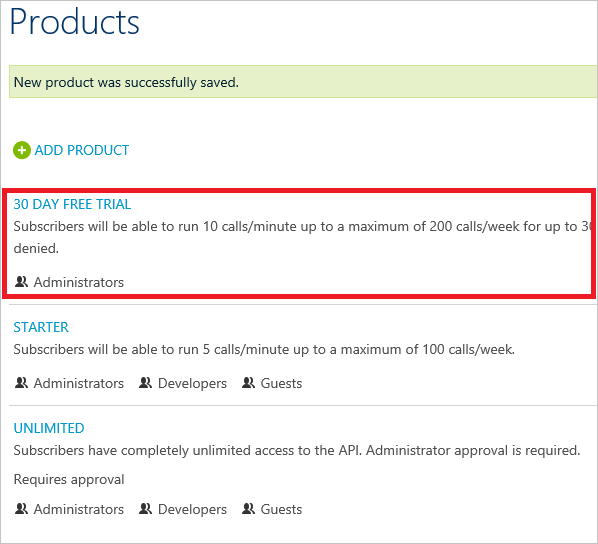 Products
New product was successfully saved.
ADD PRODUCT
30 DAY FREE TRIAL
Subscribers will be able to run 10 calls/minute up to a maximum of 200 calls/week for up to
denied.
Administrators
STARTER
Subscribers will be able to run 5 calls/minute up to a maximum of 100 calls/week.
Administrators Developers Guests
UNLIMITED
Subscribers have completely unlimited access to the API. Administrator approval is required.
Requires approval
Administrators Developers Guests